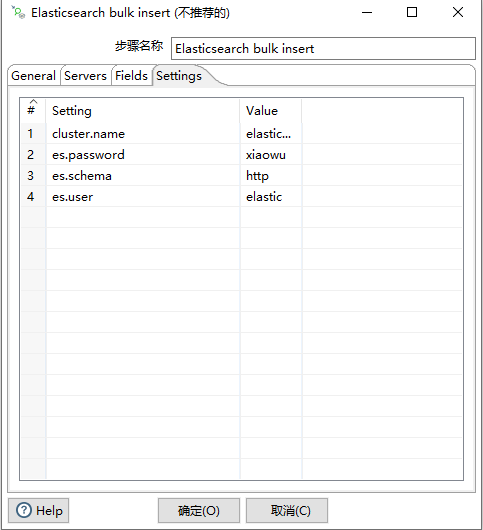 Elasticsearch bulk insert (不推荐的)
步骤名称 Elasticsearch bulk insert
General Servers Fields Settings
# Setting Value
1 cluster.name elastic...
2 es.password xiaowu
3 es.schema http
4 es.user elastic
Help 确定(O) 取消(C)